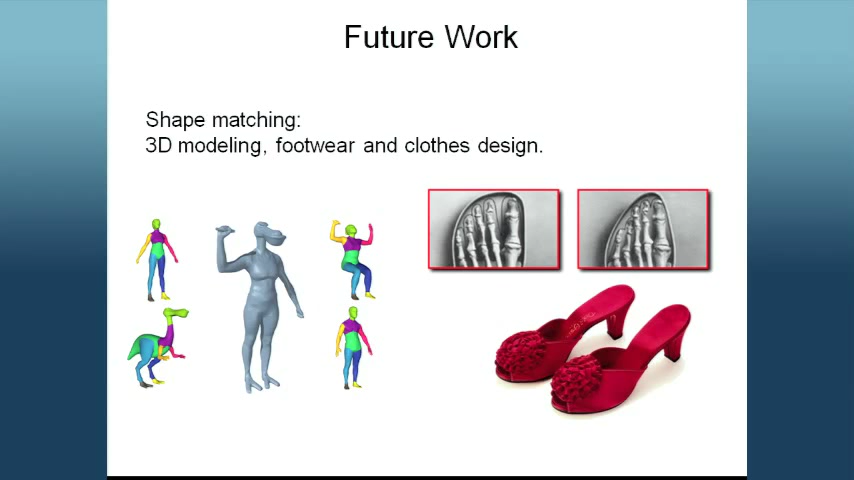 Future Work
Shape matching:
3D modeling, footwear and clothes design.